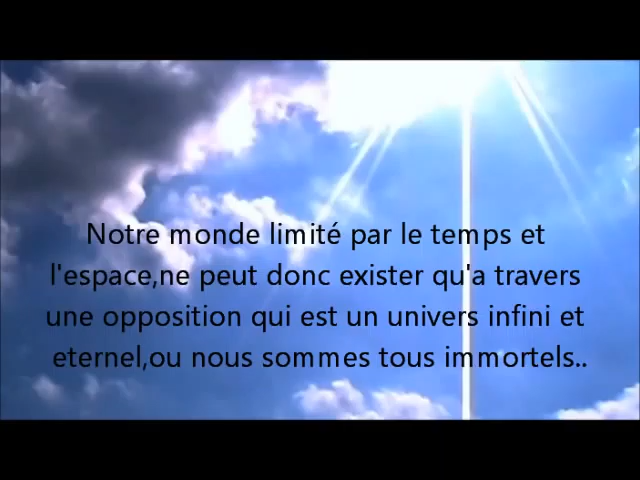 Notre monde limité par le temps et
l'espace,ne peut donc exister qu'a travers
une opposition qui est un univers infini et
eternel,ou nous sommes tous immortels..